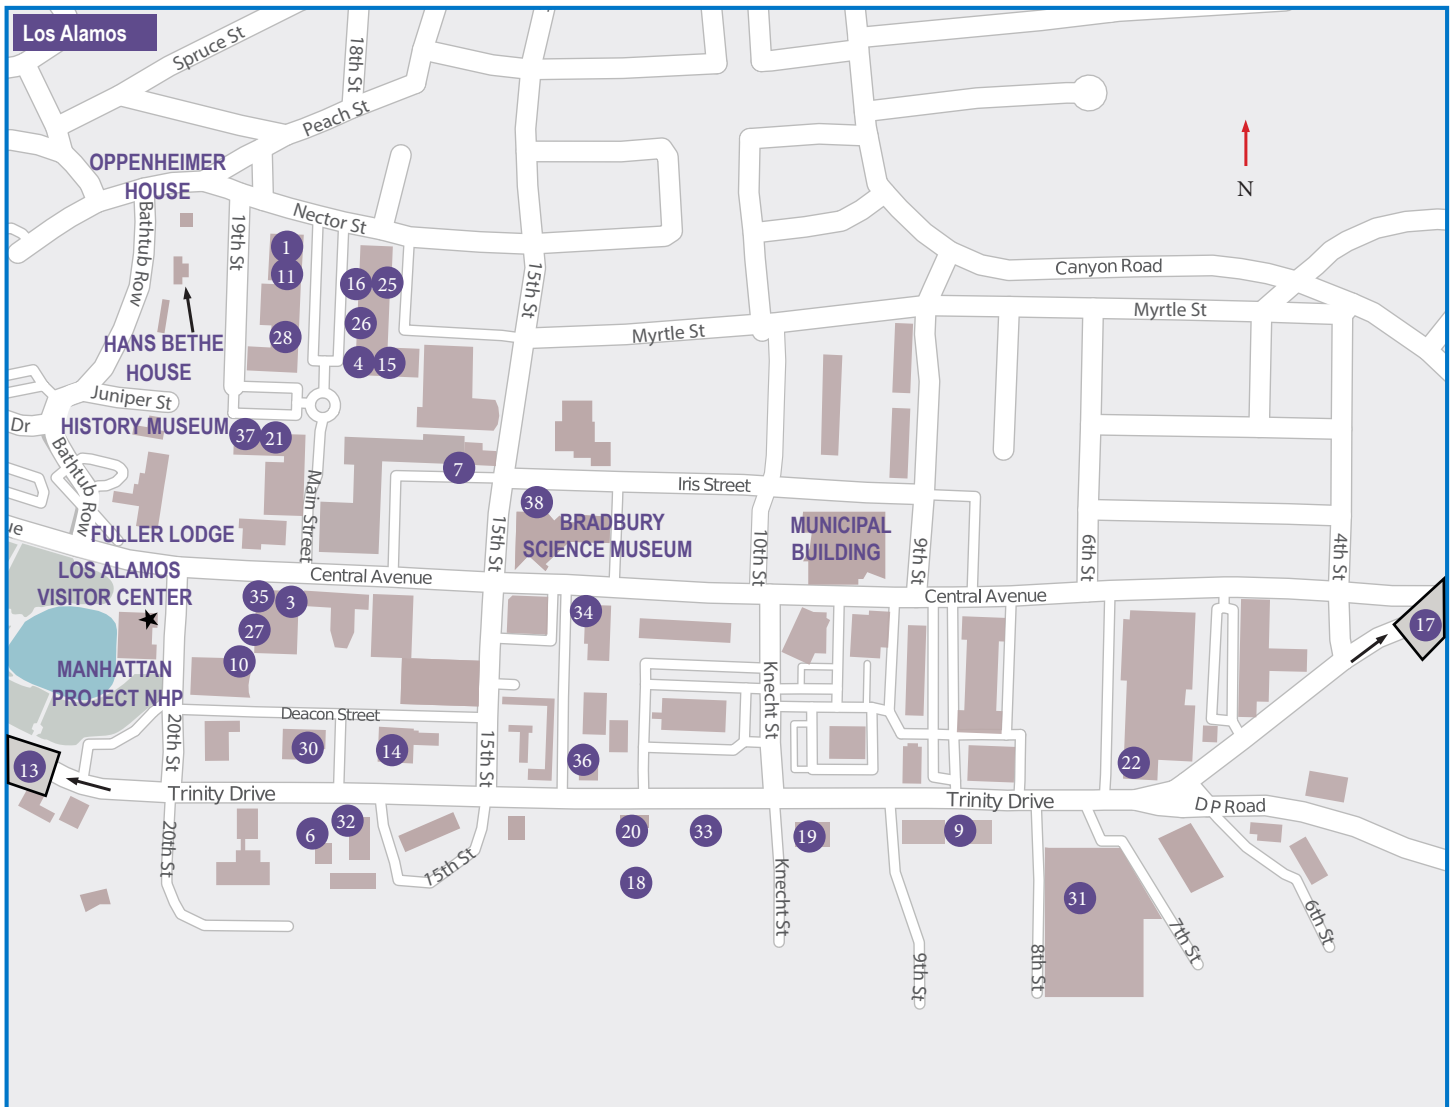 Los Alamos
Spruce St
18th St
Peach St
OPPENHEIMER
HOUSE
N
Nector St
Bathtub Row
19th St
1
11
16
25
15th St
Canyon Road
26
Myrtle St
Myrtle St
28
HANS BETHE
HOUSE
4
15
Juniper St
Dr
HISTORY MUSEUM
37
21
Bathtub Row
Main Street
7
Iris Street
38
BRADBURY
SCIENCE MUSEUM
MUNICIPAL
BUILDING
ue
FULLER LODGE
15th St
10th St
9th St
6th St
4th St
LOS ALAMOS
VISITOR CENTER
Central Avenue
Central Avenue
35
3
34
17
27
10
MANHATTAN
PROJECT NHP
Knecht St
Deacon Street
20th St
30
14
15th St
36
22
13
Trinity Drive
Trinity Drive
D P Road
6
32
20
33
19
9
20th St
15th St
18
Knecht St
31
9th St
8th St
7th St
6th St